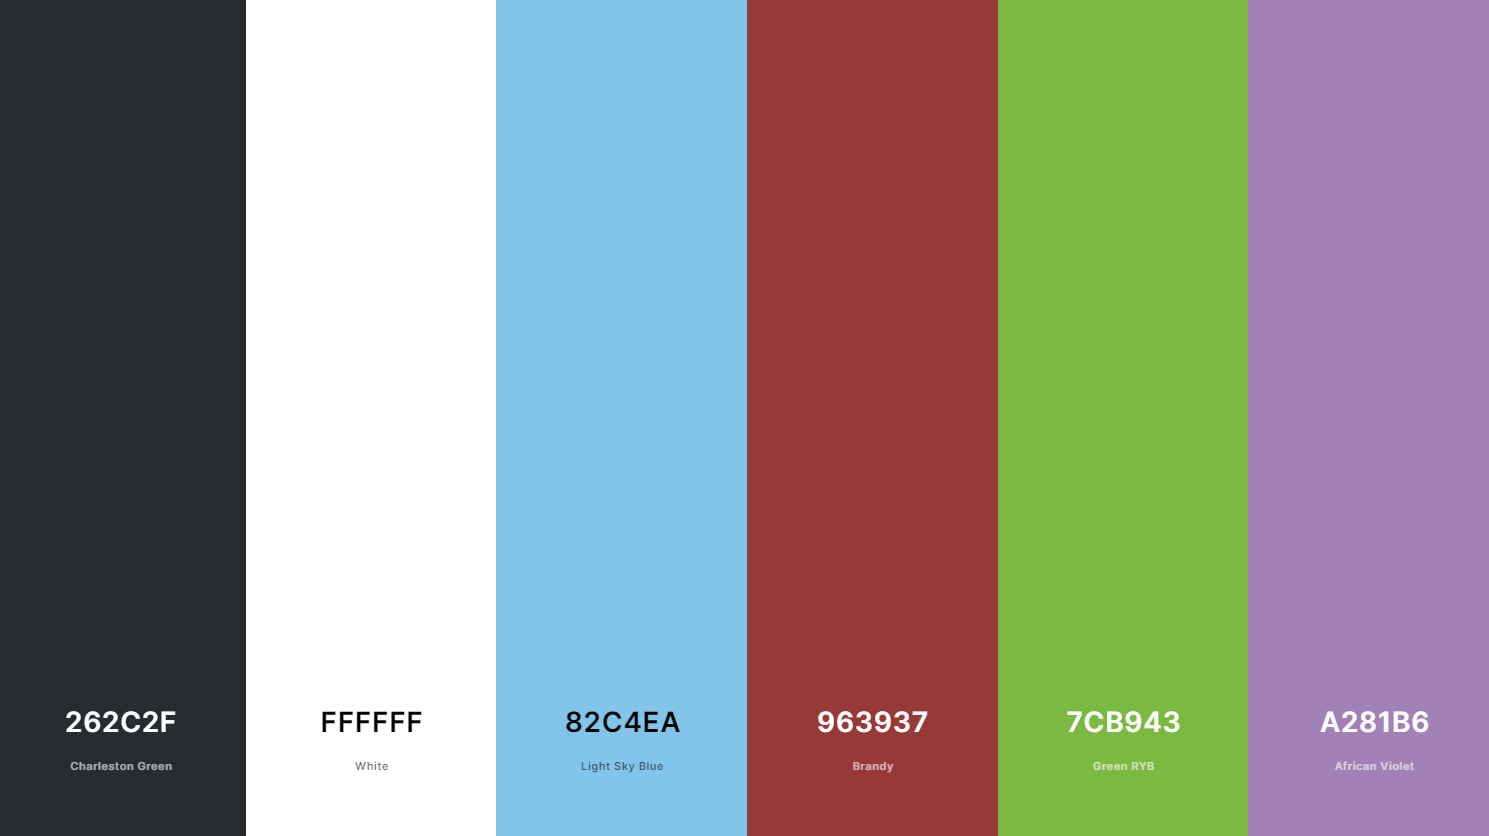 262C2F
Charleston Green
FFFFFF
White
82C4EA
Light Sky Blue
963937
Brandy
7CB943
Green RYB
A281B6
African Violet